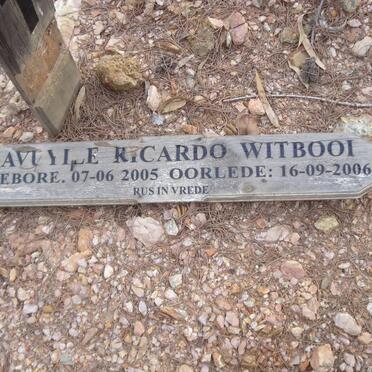 RICARDO WITBOOI
EBORE. 07-06 2005 OORLEDE: 16-09-2006
RUS IN VREDE